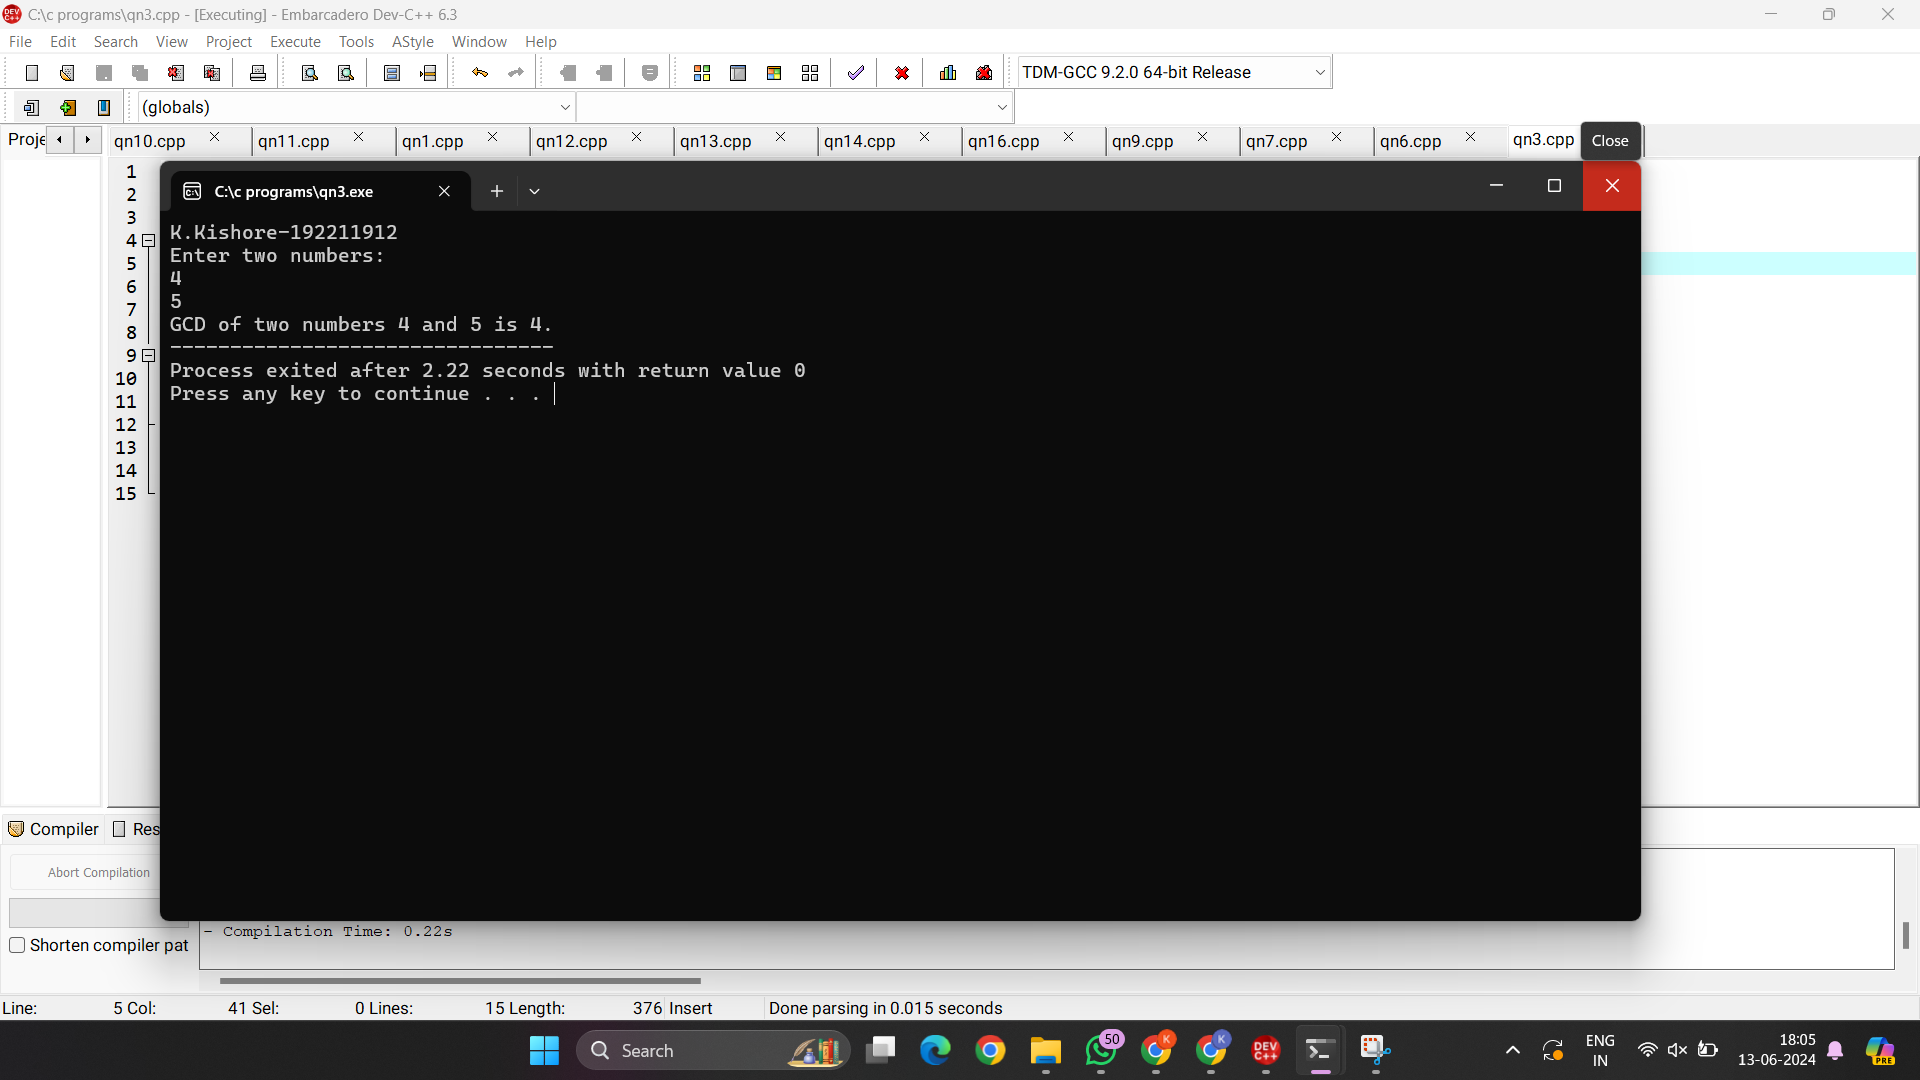 C:\c programs\qn3.cpp - [Executing] - Embarcadero Dev-C++ 6.3
File Edit Search View Project Execute Tools AStyle Window Help
TDM-GCC 9.2.0 64-bit Release
(globals)
Proje qn10.cpp qn11.cpp qn1.cpp qn12.cpp qn13.cpp qn14.cpp qn16.cpp qn9.cpp qn7.cpp qn6.cpp qn3.cpp Close
1
2
3
4
5
6
7
8
9
10
11
12
13
14
15
C:\c programs\qn3.exe
K.Kishore-192211912
Enter two numbers:
4
5
GCD of two numbers 4 and 5 is 4.
--------------------------------
Process exited after 2.22 seconds with return value 0
Press any key to continue . . .
Compiler Res
Abort Compilation
Shorten compiler pat
- Compilation Time: 0.22s
Line: 5 Col: 41 Sel: 0 Lines: 15 Length: 376 Insert Done parsing in 0.015 seconds
Search
50
K
K
DEV C++
ENG
IN
18:05
13-06-2024
PRE